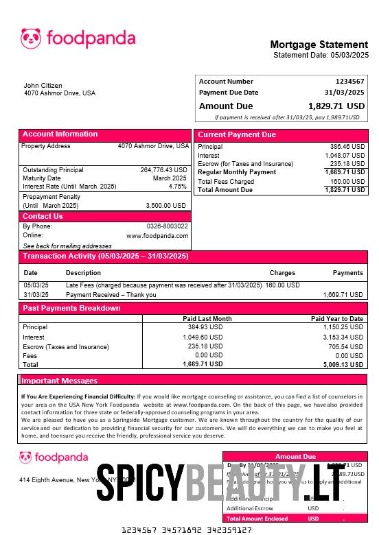 foodpanda
Mortgage Statement
Statement Date: 05/03/2025
John Citizen
4070 Ashmor Drive, USA
Account Number 1234567
Payment Due Date 31/03/2025
Amount Due 1,829.71 USD
If payment is received after 31/03/25, pay 1,989.71USD
Account Information
Property Address 4070 Ashmor Drive, USA
Outstanding Principal 264,776.43 USD
Maturity Date March 2025
Interest Rate (Until March 2025) 4.75%
Prepayment Penalty
(Until March 2025) 3,500.00 USD
Contact Us
By Phone: 0326-8003022
Online: www.foodpanda.com
See back for mailing addresses
Current Payment Due
Principal 386.46 USD
Interest 1,048.07 USD
Escrow (for Taxes and Insurance) 235.18 USD
Regular Monthly Payment 1,669.71 USD
Total Fees Charged 160.00 USD
Total Amount Due 1,829.71 USD
Transaction Activity (05/03/2025 – 31/03/2025)
Date Description Charges Payments
05/03/25 Late Fees (charged because payment was received after 31/03/2025) 160.00 USD
31/03/25 Payment Received – Thank you 1,669.71 USD
Past Payments Breakdown
Paid Last Month Paid Year to Date
Principal 384.93 USD 1,150.25 USD
Interest 1,049.60 USD 3,153.34 USD
Escrow (Taxes and Insurance) 235.18 USD 705.54 USD
Fees 0.00 USD 0.00 USD
Total 1,669.71 USD 5,009.13 USD
Important Messages
If You Are Experiencing Financial Difficulty: If you would like mortgage counseling or assistance, you can find a list of counselors in
your area on the USA New York Foodpanda website at www.foodpanda.com. On the back of this page, we have also provided
contact information for three state or federally-approved counseling programs in your area.
We are pleased to have you as a Springside Mortgage customer. We are known throughout the country for the quality of our
service and our dedication to providing financial security for our customers. We will do everything we can to make you feel at
home, and to ensure you receive the friendly, professional service you deserve.
foodpanda
414 Eighth Avenue, New
Amount Due
SPICYBEAUTY.LI
Additional Escrow USD
Total Amount Enclosed USD
1234567 34571892 342359127